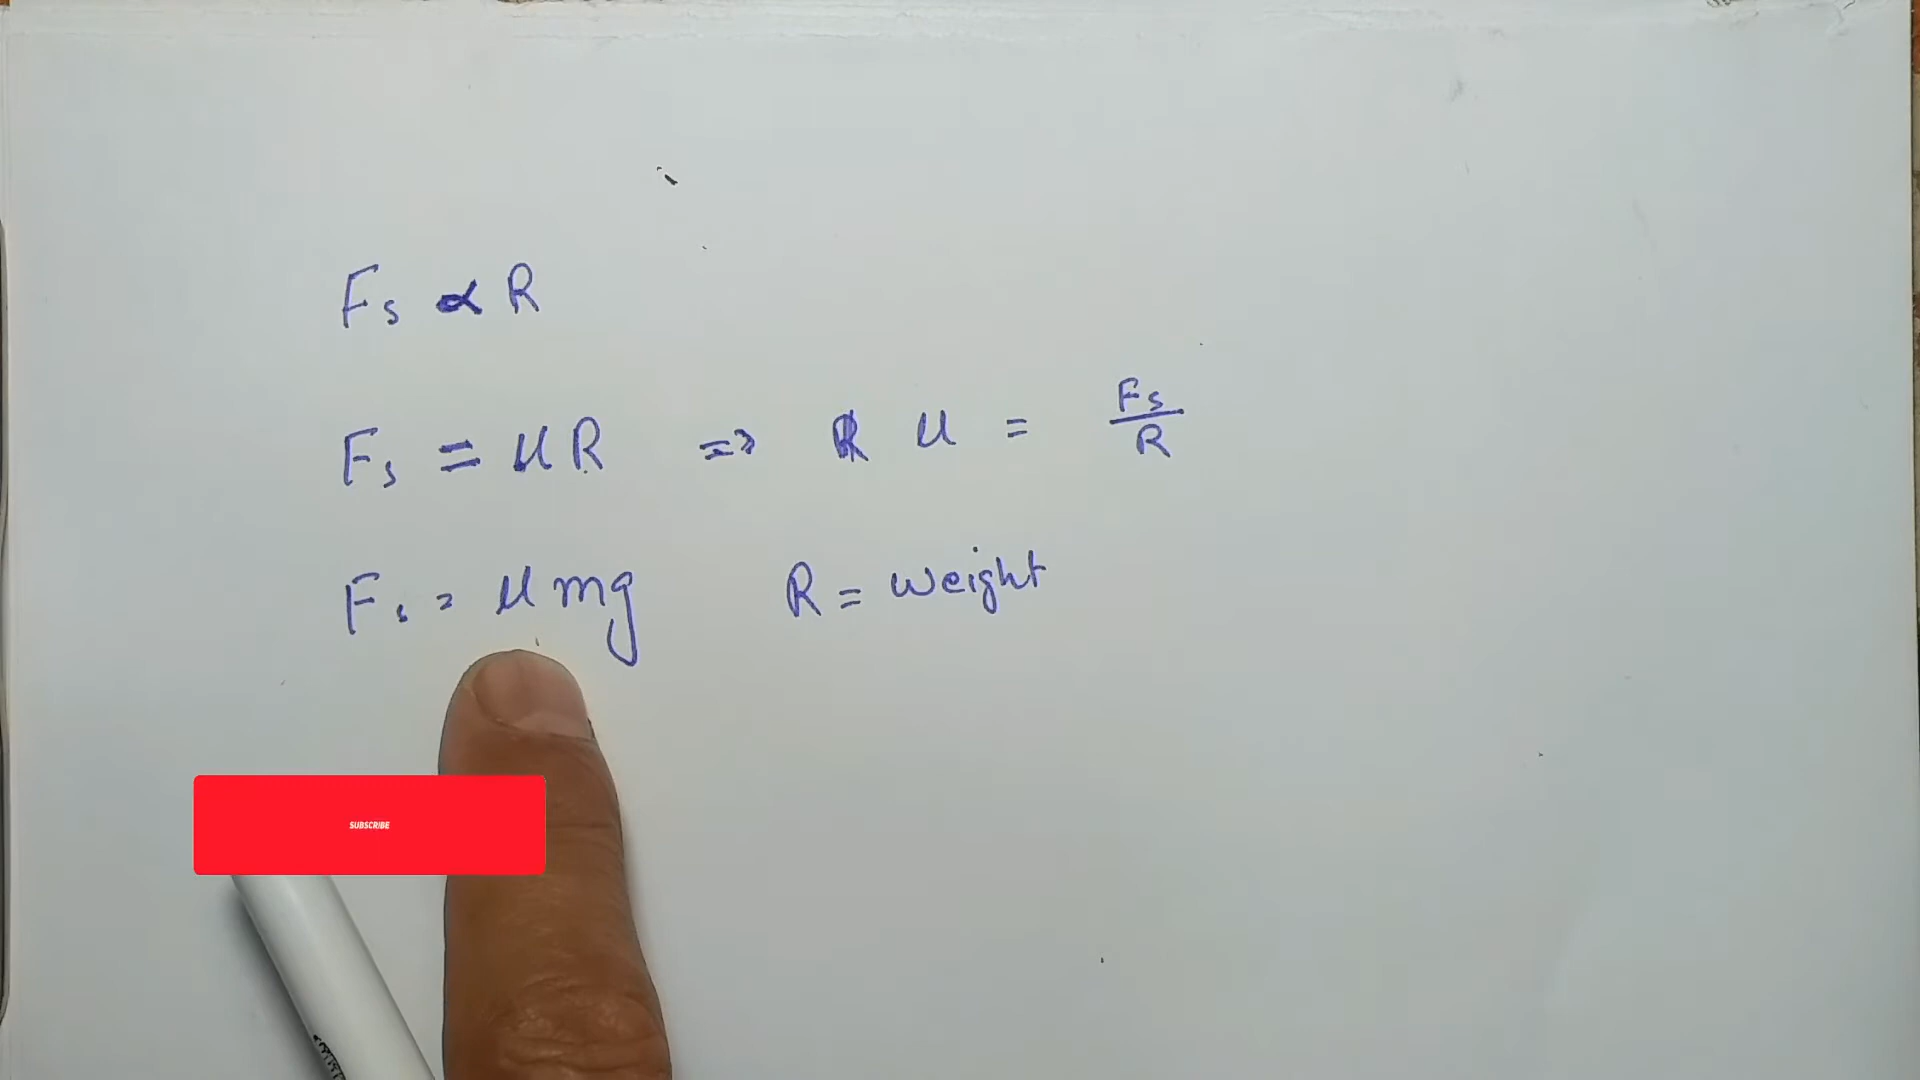 Fs ∝ R
Fs = μR => μ = Fs/R
Fs = μmg R = weight
SUBSCRIBE